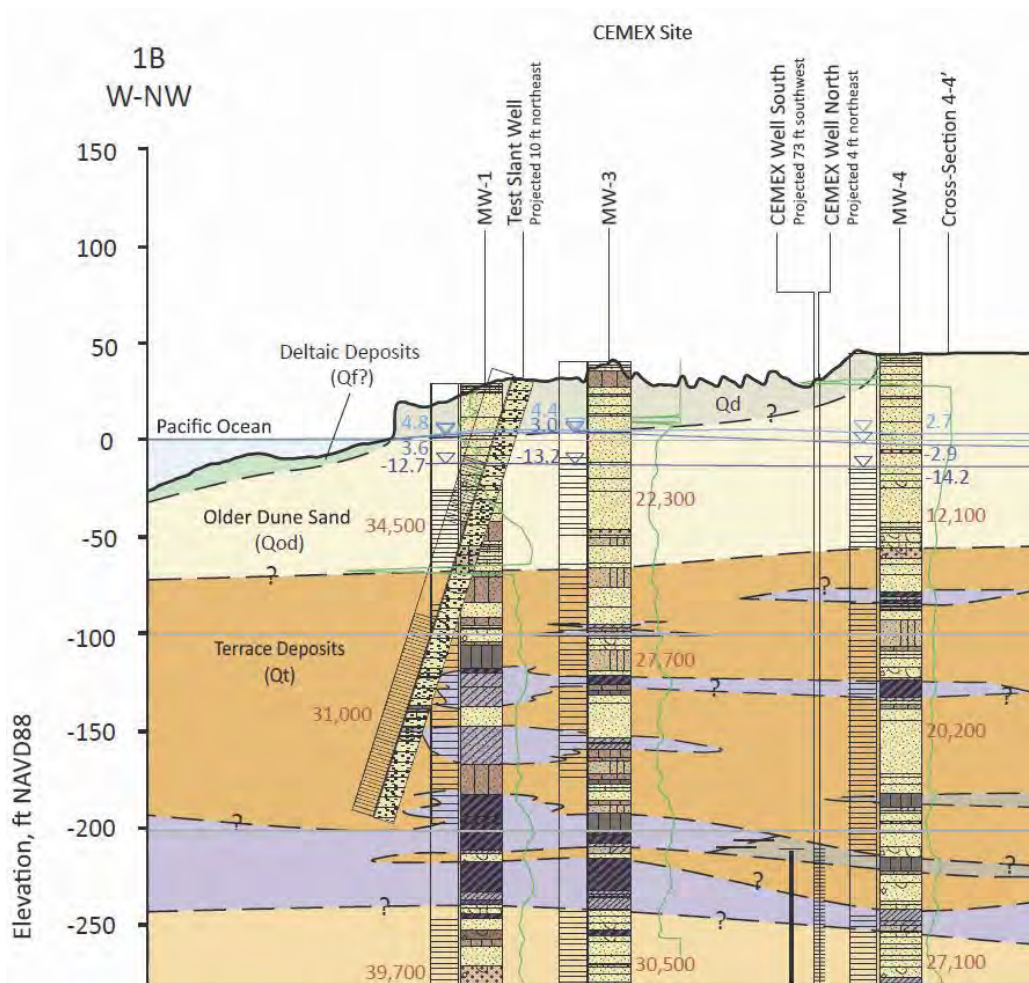 1B
W-NW
CEMEX Site
MW-1
Test Slant Well
Projected 10 ft northeast
MW-3
CEMEX Well South
Projected 73 ft southwest
CEMEX Well North
Projected 4 ft northeast
MW-4
Cross-Section 4-4'
Elevation, ft NAVD88
150
100
50
0
-50
-100
-150
-200
-250
Deltaic Deposits
(Qf?)
Pacific Ocean
Qd
?
4.8
3.6
-12.7
4.4
3.0
-13.2
2.7
-2.9
-14.2
Older Dune Sand
(Qod)
34,500
22,300
12,100
?
?
Terrace Deposits
(Qt)
27,700
31,000
20,200
?
?
?
?
?
?
?
?
39,700
30,500
27,100